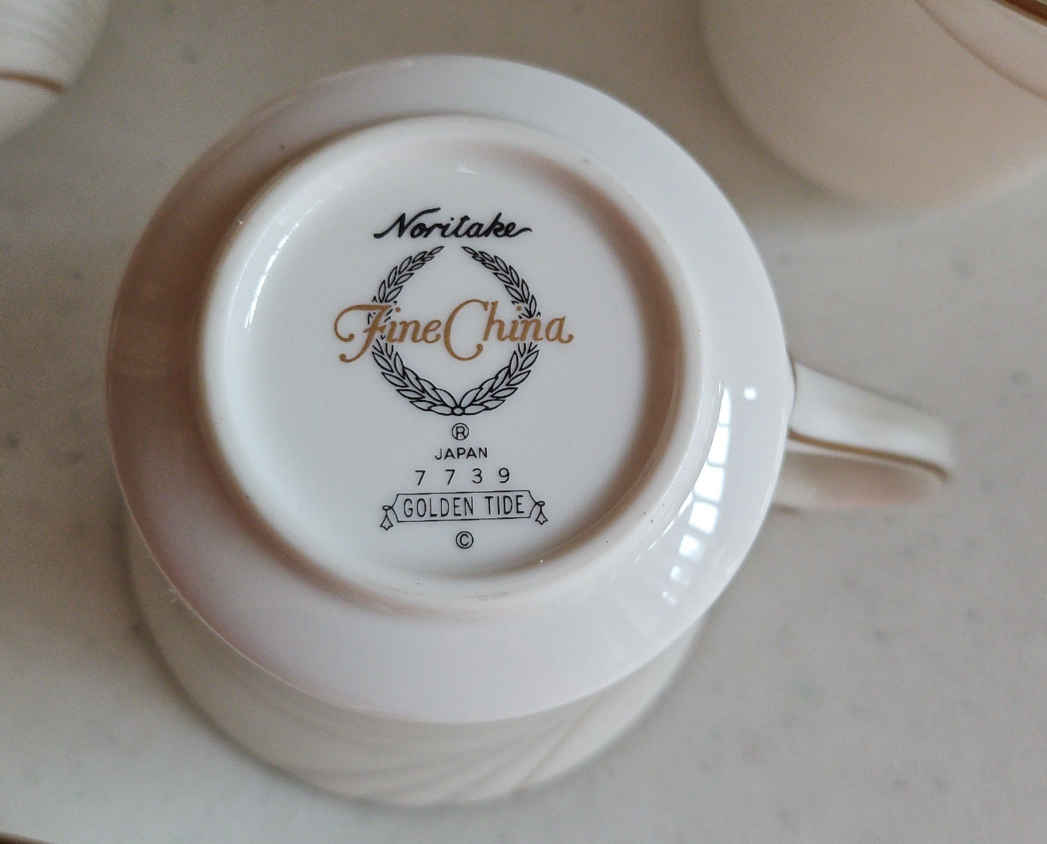 Noritake
Fine China
®
JAPAN
7739
GOLDEN TIDE
©